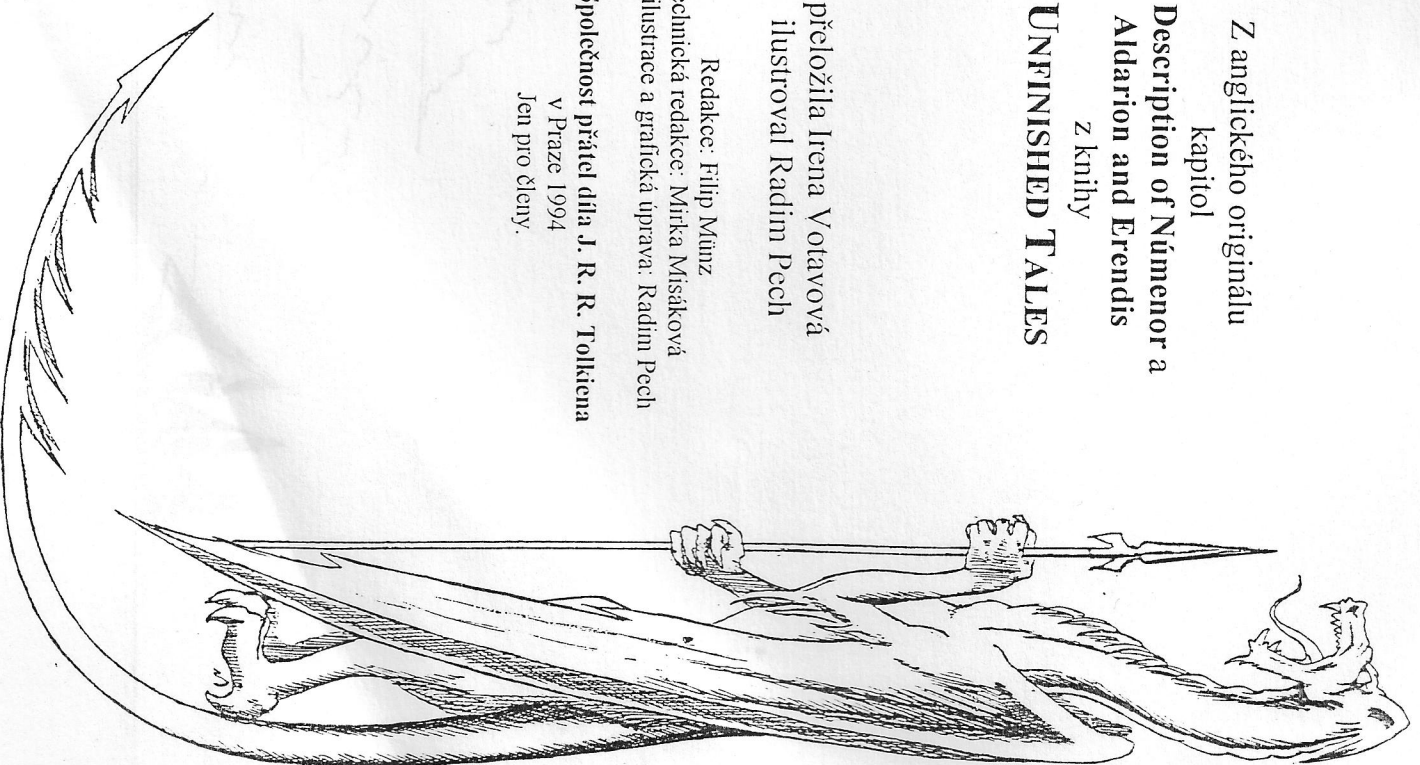 Z anglického originálu
kapitol
Description of Númenor a
Aldarion and Erendis
z knihy
UNFINISHED TALES
přeložila Irena Votavová
ilustroval Radim Pech
Redakce: Filip Münz
echnická redakce: Mirka Misáková
ilustrace a grafická úprava: Radim Pech
Společnost přátel díla J. R. R. Tolkiena
v Praze 1994
Jen pro členy.